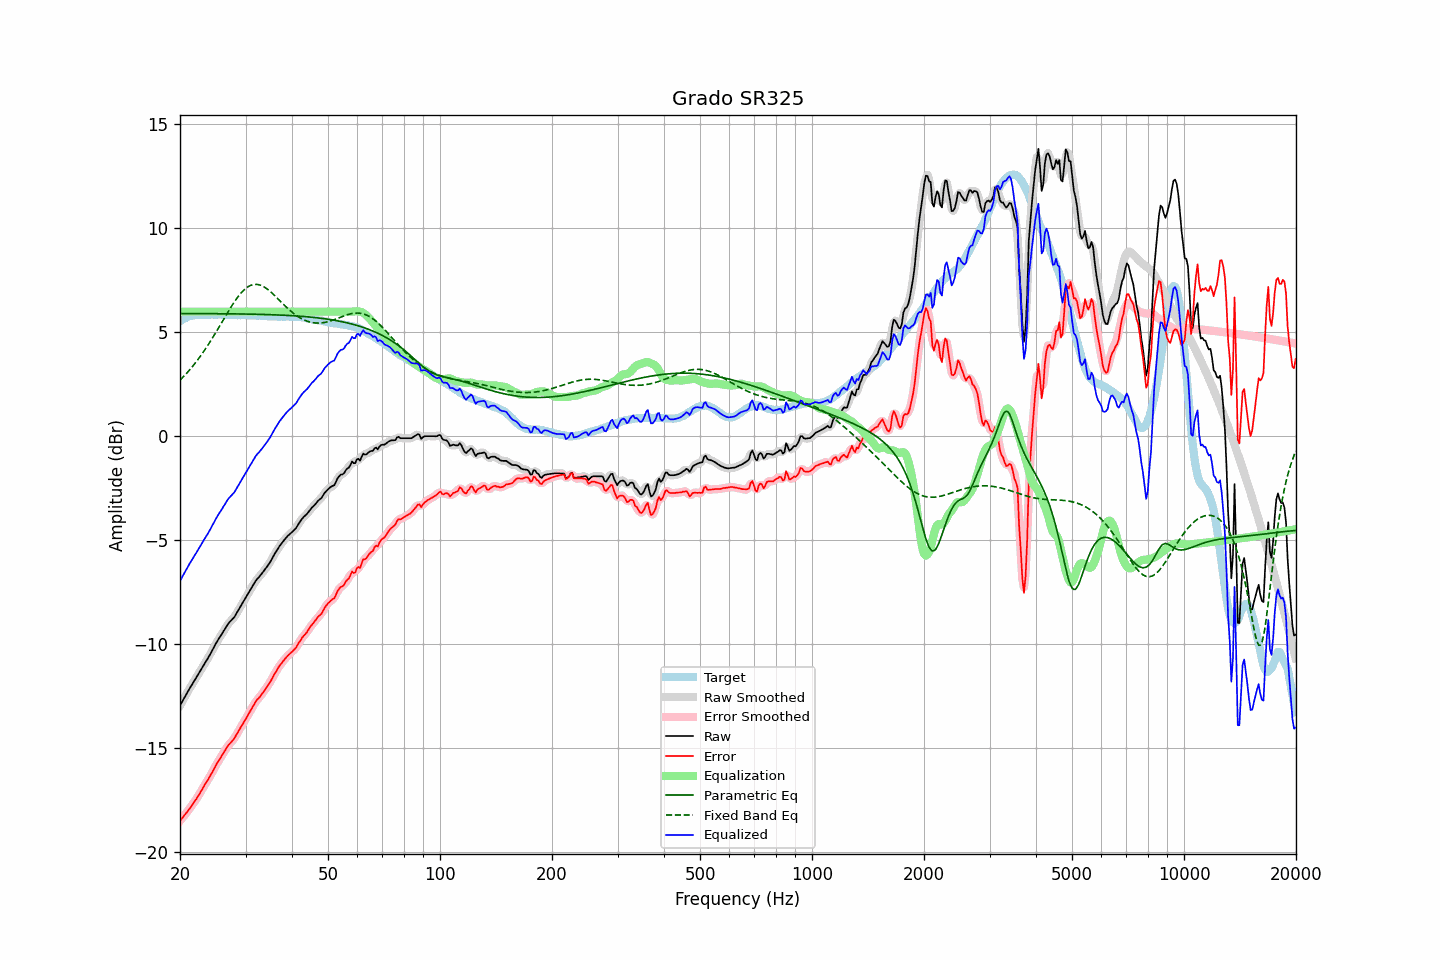 Grado SR325
15
10
5
0
−5
−10
−15
−20
Amplitude (dBr)
20
50
100
200
500
1000
2000
5000
10000
20000
Frequency (Hz)
Target
Raw Smoothed
Error Smoothed
Raw
Error
Equalization
Parametric Eq
Fixed Band Eq
Equalized